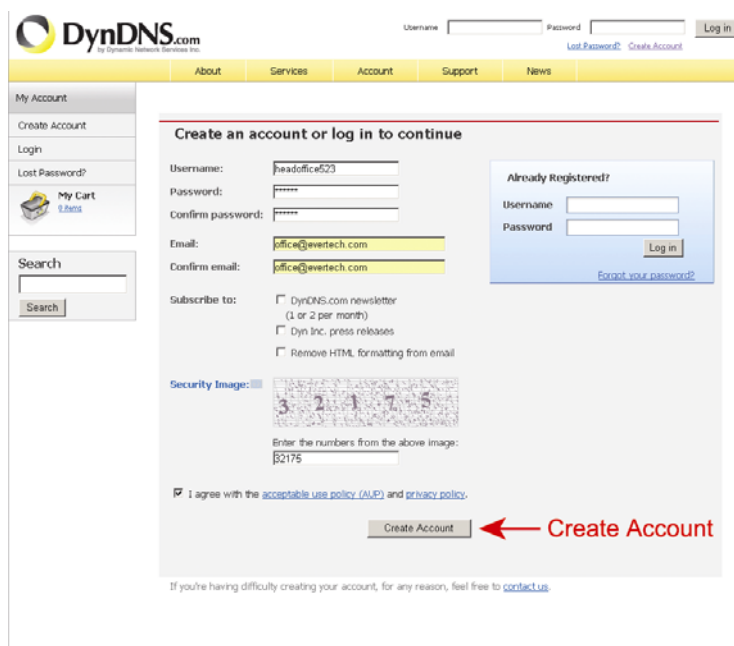 DynDNS.com
by Dynamic Network Services Inc.
Username
Password
Log in
Lost Password? Create Account
About Services Account Support News
My Account
Create Account
Login
Lost Password?
My Cart
0 items
Search
Search
Create an account or log in to continue
Username: headoffice523
Password: ******
Confirm password: ******
Email: office@evertech.com
Confirm email: office@evertech.com
Subscribe to:
DynDNS.com newsletter
(1 or 2 per month)
Dyn Inc. press releases
Remove HTML formatting from email
Security Image:
3 2 1 7 5
Enter the numbers from the above image:
32175
I agree with the acceptable use policy (AUP) and privacy policy.
Create Account
Create Account
Already Registered?
Username
Password
Log in
Forgot your password?
If you're having difficulty creating your account, for any reason, feel free to contact us.